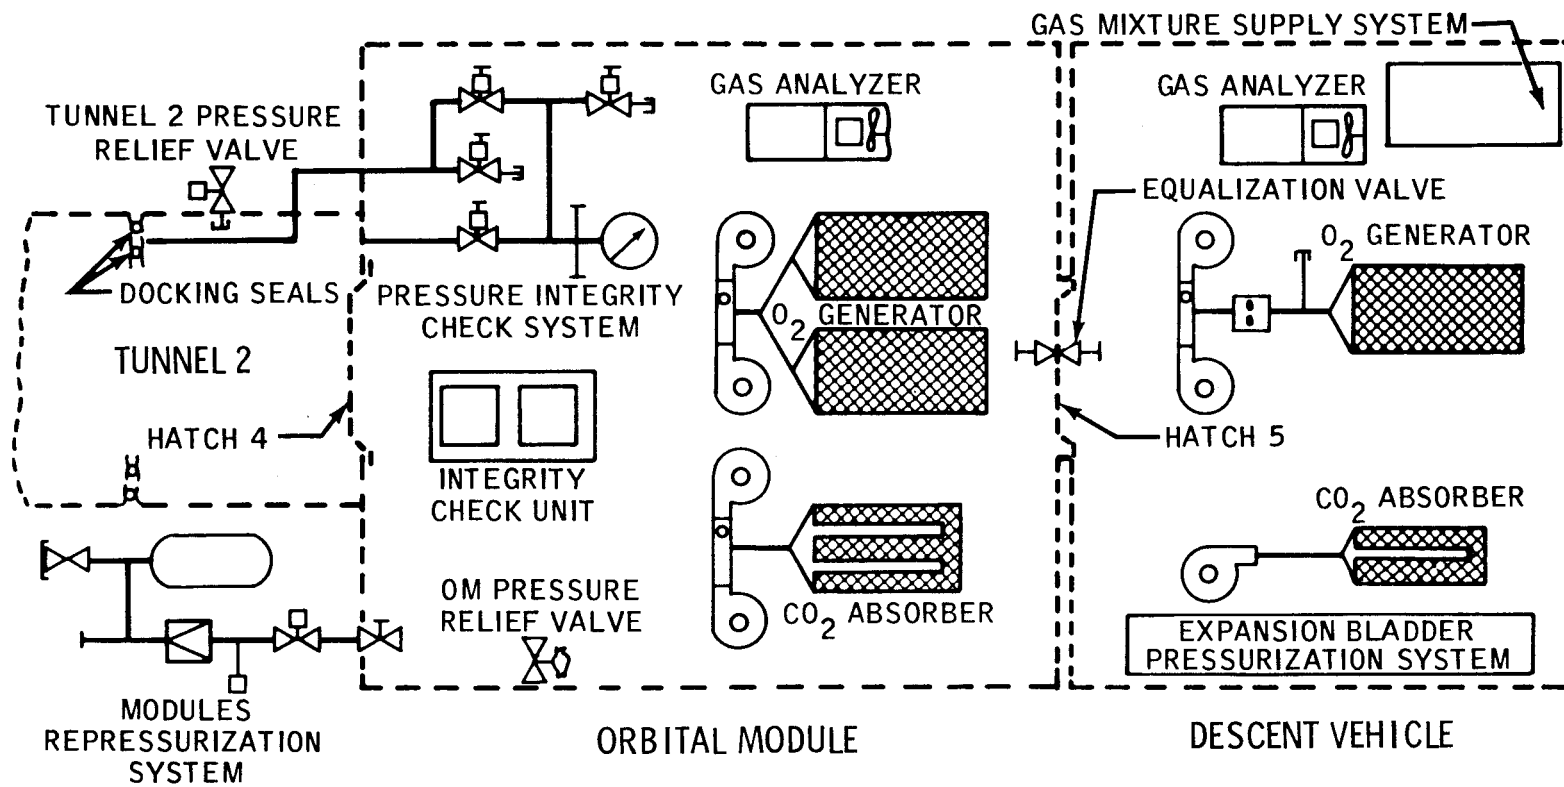 GAS MIXTURE SUPPLY SYSTEM
GAS ANALYZER
GAS ANALYZER
TUNNEL 2 PRESSURE
RELIEF VALVE
EQUALIZATION VALVE
O2 GENERATOR
DOCKING SEALS
PRESSURE INTEGRITY
CHECK SYSTEM
O2 GENERATOR
TUNNEL 2
HATCH 4
HATCH 5
INTEGRITY
CHECK UNIT
CO2 ABSORBER
OM PRESSURE
RELIEF VALVE
CO2 ABSORBER
EXPANSION BLADDER
PRESSURIZATION SYSTEM
MODULES
REPRESSURIZATION
SYSTEM
ORBITAL MODULE
DESCENT VEHICLE